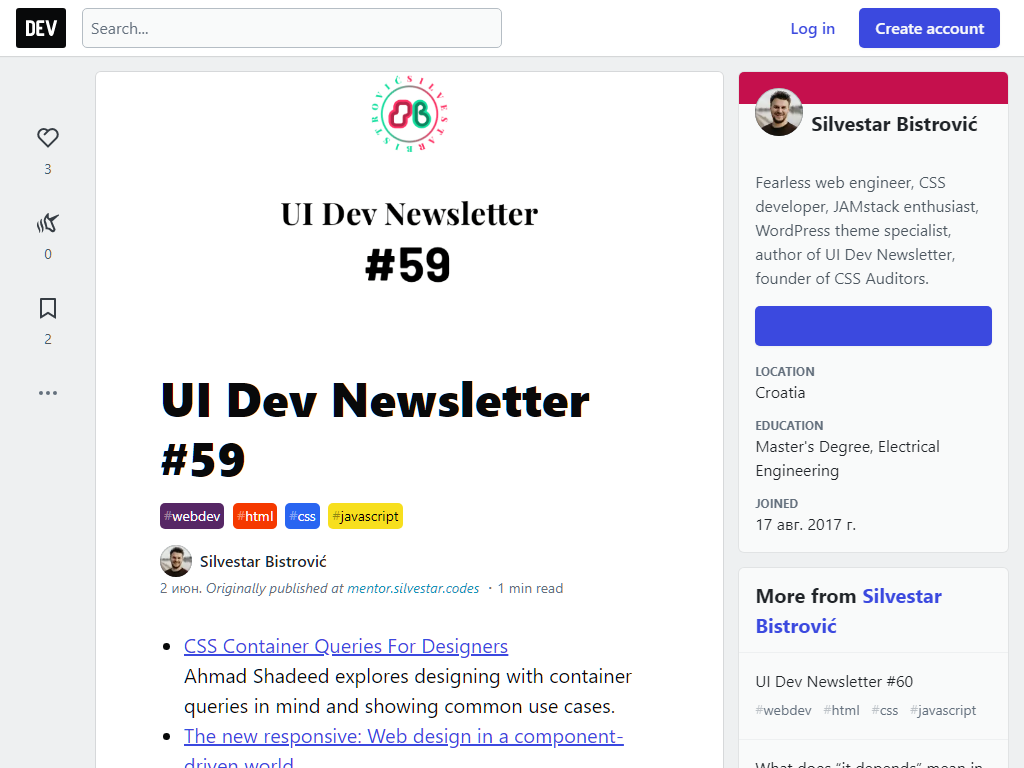 DEV
Search...
Log in
Create account
3
0
2
SILVESTAR BISTROVIĆ
UI Dev Newsletter
#59
UI Dev Newsletter
#59
#webdev #html #css #javascript
Silvestar Bistrović
2 июн. Originally published at mentor.silvestar.codes ・1 min read
CSS Container Queries For Designers
Ahmad Shadeed explores designing with container
queries in mind and showing common use cases.
The new responsive: Web design in a component-
driven world
Silvestar Bistrović
Fearless web engineer, CSS
developer, JAMstack enthusiast,
WordPress theme specialist,
author of UI Dev Newsletter,
founder of CSS Auditors.
LOCATION
Croatia
EDUCATION
Master's Degree, Electrical
Engineering
JOINED
17 авг. 2017 г.
More from Silvestar
Bistrović
UI Dev Newsletter #60
#webdev #html #css #javascript
What does “it depends” mean in